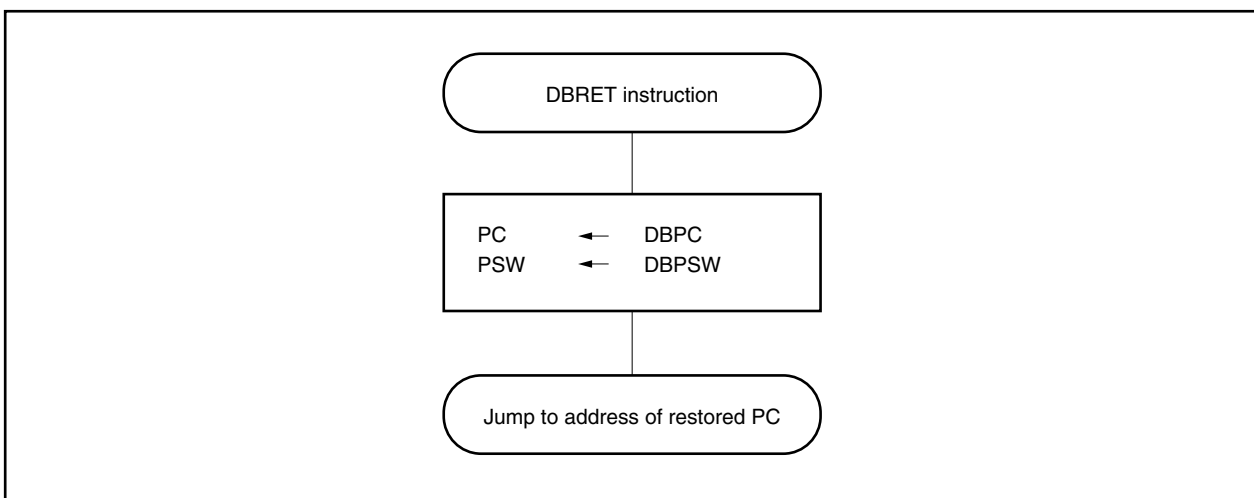 DBRET instruction
PC ← DBPC
PSW ← DBPSW
Jump to address of restored PC